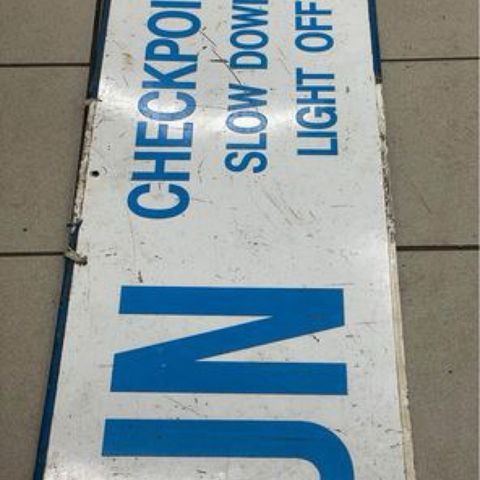 UN
CHECKPOI
SLOW DOW
LIGHT OFF